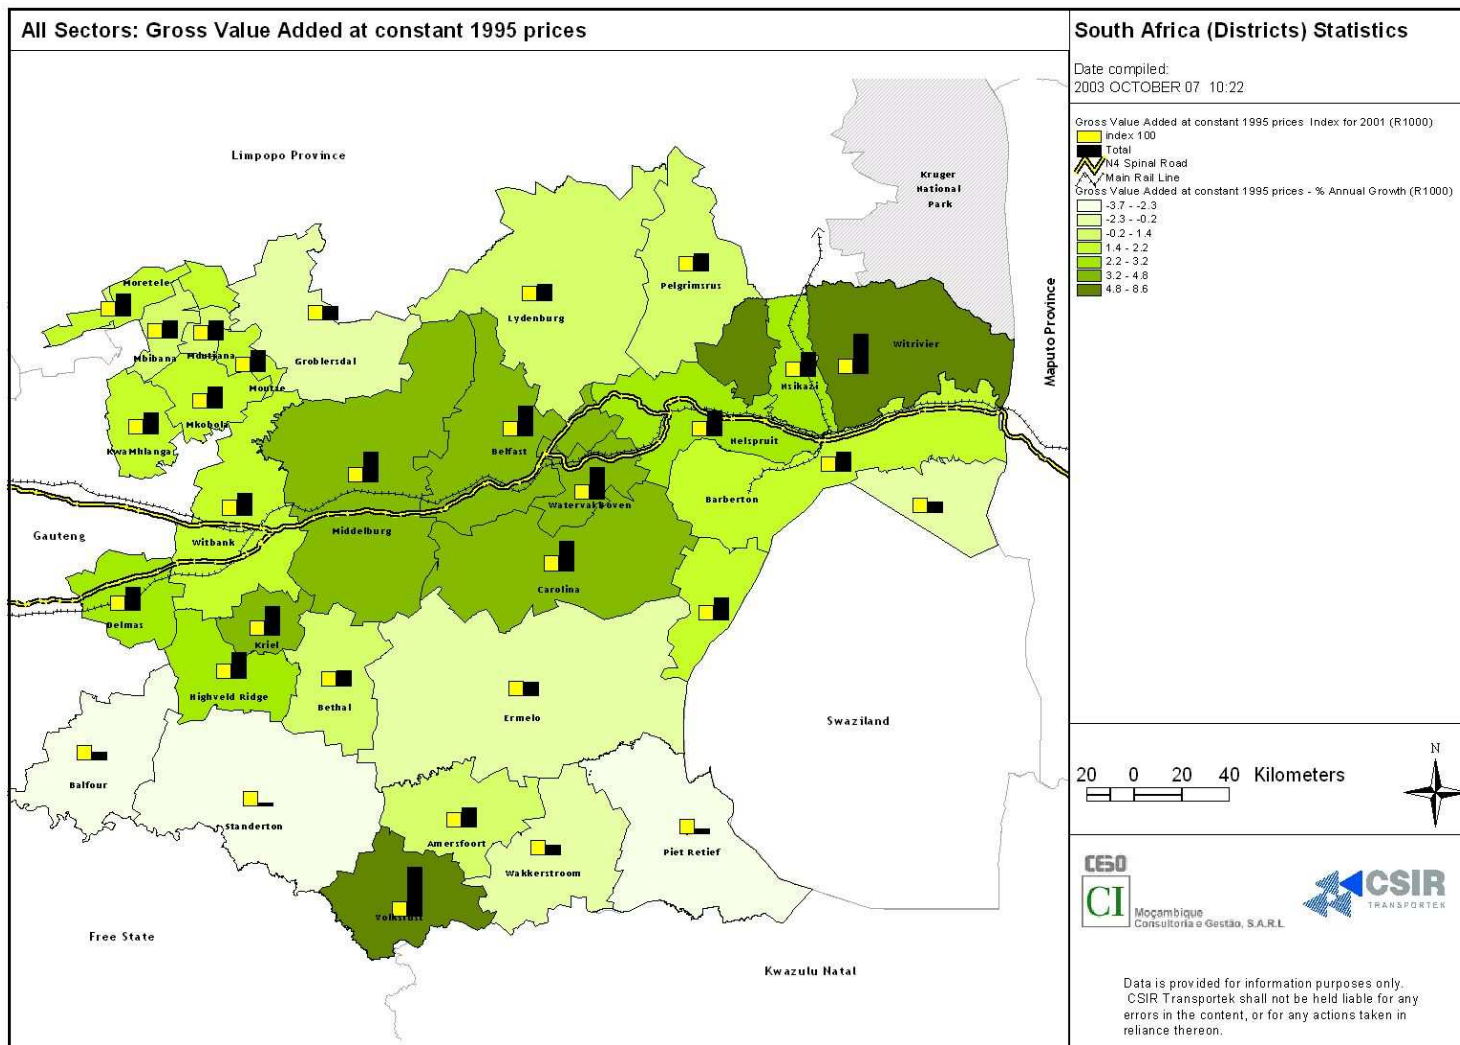 All Sectors: Gross Value Added at constant 1995 prices
South Africa (Districts) Statistics
Date compiled:
2003 OCTOBER 07 10:22
Gross Value Added at constant 1995 prices Index for 2001 (R1000)
index 100
Total
N4 Spinal Road
Main Rail Line
Gross Value Added at constant 1995 prices - % Annual Growth (R1000)
-3.7 - -2.3
-2.3 - -0.2
-0.2 - 1.4
1.4 - 2.2
2.2 - 3.2
3.2 - 4.8
4.8 - 8.6
Limpopo Province
Kruger
National
Park
Maputo Province
Moretele
Pelgrimsrus
Lydenburg
Witrivier
Mbibana
Mdutjana
Groblersdal
Moutse
Nsikazi
Mkobola
KwaMhlanga
Belfast
Nelspruit
Barberton
Watervalboven
Middelburg
Gauteng
Witbank
Carolina
Delmas
Kriel
Highveld Ridge
Bethal
Ermelo
Swaziland
Balfour
Standerton
Amersfoort
Piet Retief
Wakkerstroom
Volksrust
Free State
Kwazulu Natal
N
20 0 20 40 Kilometers
CESO
CI
Moçambique
Consultoria e Gestão, S.A.R.L
CSIR
TRANSPORTEK
Data is provided for information purposes only.
CSIR Transportek shall not be held liable for any
errors in the content, or for any actions taken in
reliance thereon.